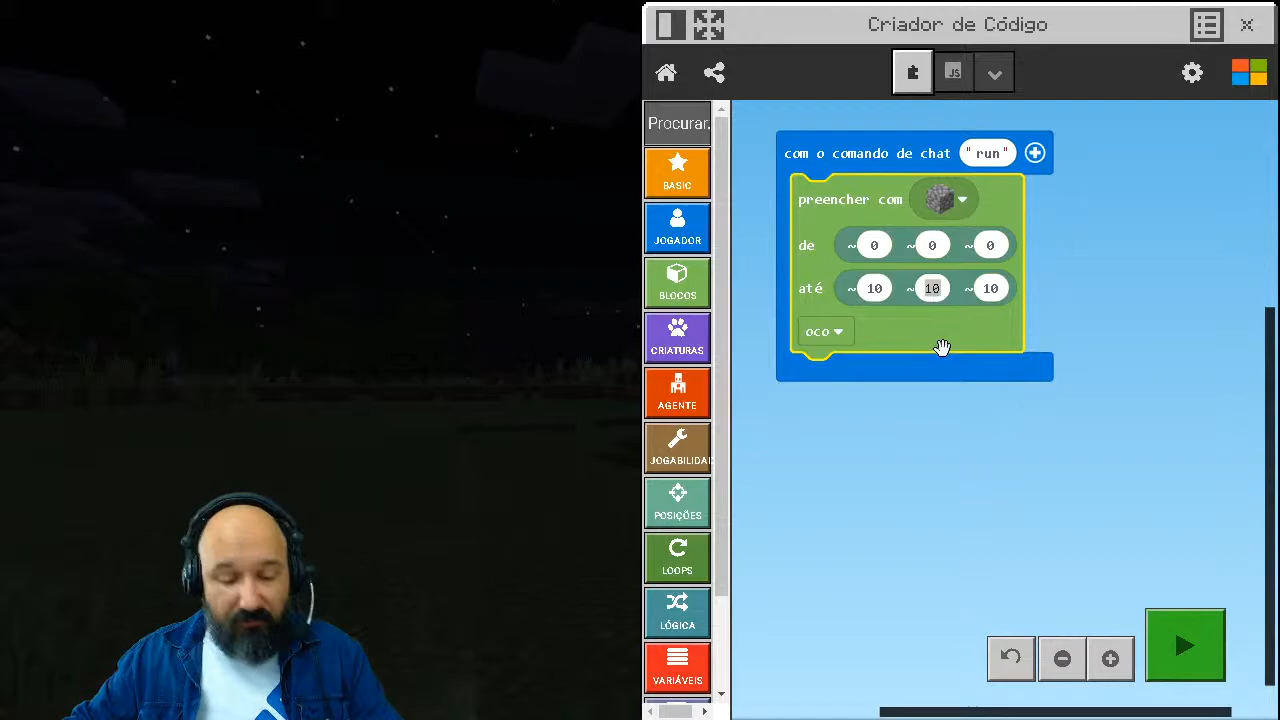 Criador de Código
JS
Procurar.
BASIC
JOGADOR
BLOCOS
CRIATURAS
AGENTE
JOGABILIDAI
POSIÇÕES
LOOPS
LÓGICA
VARIÁVEIS
com o comando de chat "run"
preencher com
de ~0 ~0 ~0
até ~10 ~10 ~10
oco